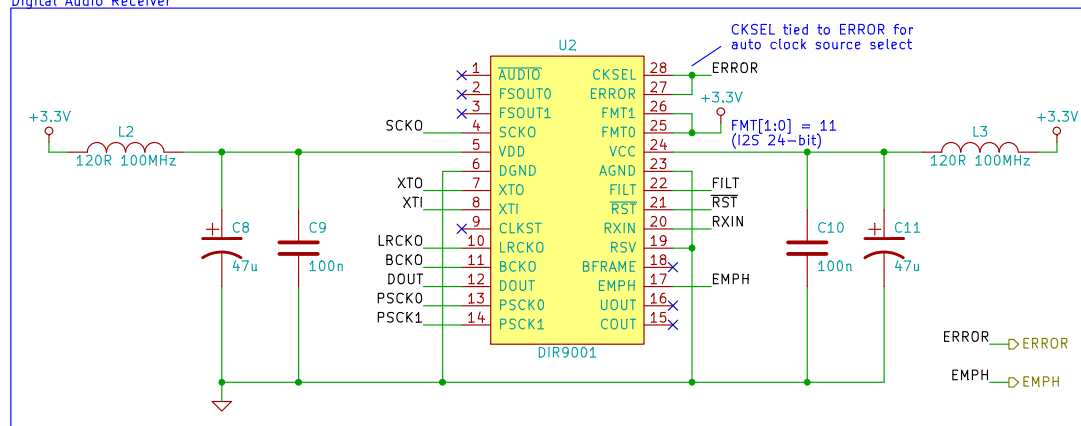 Digital Audio Receiver
CKSEL tied to ERROR for
auto clock source select
U2
1 AUDIO CKSEL 28 ERROR
2 FSOUT0 ERROR 27
3 FSOUT1 FMT1 26 +3.3V
SCKO 4 SCKO FMT0 25 FMT[1:0] = 11
(I2S 24-bit)
+3.3V L2 L3 +3.3V
120R 100MHz 5 VDD VCC 24 120R 100MHz
6 DGND AGND 23
XTO 7 XTO FILT 22 FILT
XTI 8 XTI RST 21 RST
9 CLKST RXIN 20 RXIN
C8 C9 C10 C11
LRCKO 10 LRCKO RSV 19
BCKO 11 BCKO BFRAME 18
47u 100n 100n 47u
DOUT 12 DOUT EMPH 17 EMPH
PSCK0 13 PSCK0 UOUT 16
PSCK1 14 PSCK1 COUT 15
DIR9001
ERROR ERROR
EMPH EMPH